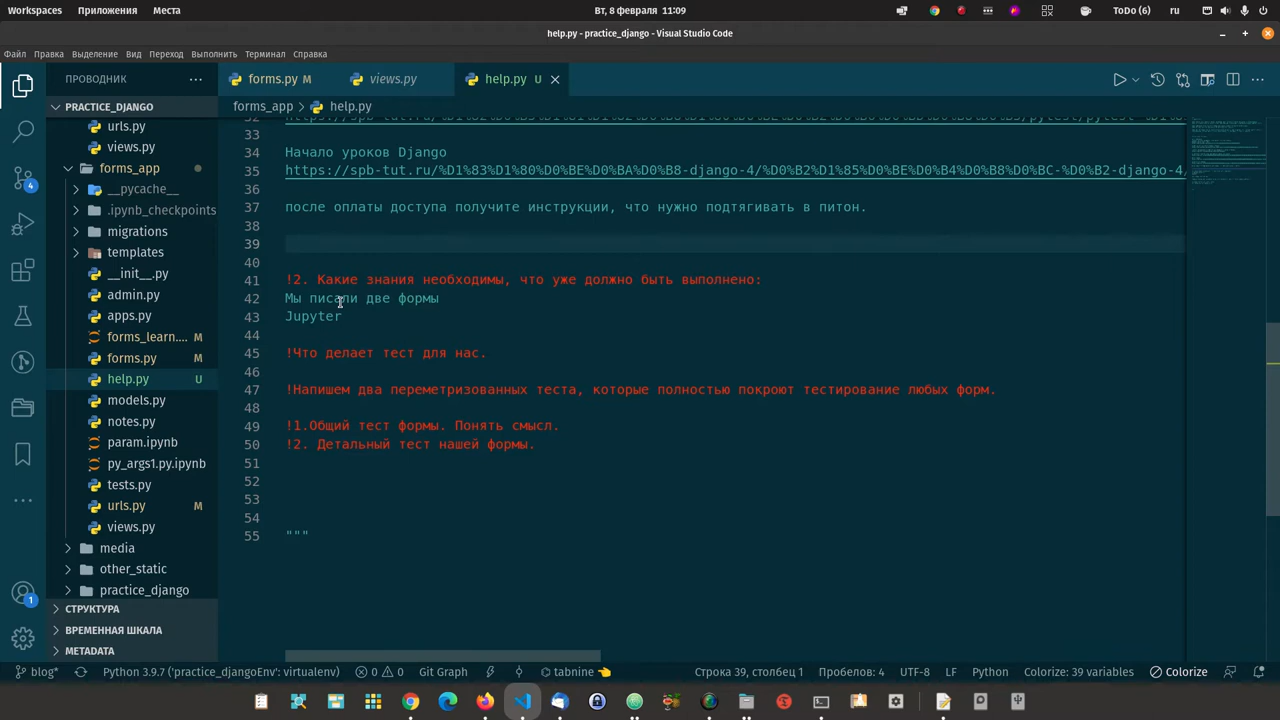 Workspaces Приложения Места Вт, 8 февраля 11:09 ToDo (6) ru
help.py - practice_django - Visual Studio Code
Файл Правка Выделение Вид Переход Выполнить Терминал Справка
ПРОВОДНИК ··· forms.py M views.py help.py U
PRACTICE_DJANGO forms_app > help.py
urls.py
views.py
forms_app
__pycache__
.ipynb_checkpoints
migrations
templates
__init__.py
admin.py
apps.py
forms_learn.... M
forms.py M
help.py U
models.py
notes.py
param.ipynb
py_args1.py.ipynb
tests.py
urls.py M
views.py
media
other_static
practice_django
СТРУКТУРА
ВРЕМЕННАЯ ШКАЛА
METADATA
4
1
32
33
34 Начало уроков Django
35 https://spb-tut.ru/%D1%83%D1%80%D0%BE%D0%BA%D0%B8-django-4/%D0%B2%D1%85%D0%BE%D0%B4%D0%B8%D0%BC-%D0%B2-django-4/
36
37 после оплаты доступа получите инструкции, что нужно подтягивать в питон.
38
39
40
41 !2. Какие знания необходимы, что уже должно быть выполнено:
42 Мы писали две формы
43 Jupyter
44
45 !Что делает тест для нас.
46
47 !Напишем два переметризованных теста, которые полностью покроют тестирование любых форм.
48
49 !1.Общий тест формы. Понять смысл.
50 !2. Детальный тест нашей формы.
51
52
53
54
55 """
blog* Python 3.9.7 ('practice_djangoEnv': virtualenv) 0 0 Git Graph tabnine Строка 39, столбец 1 Пробелов: 4 UTF-8 LF Python Colorize: 39 variables Colorize